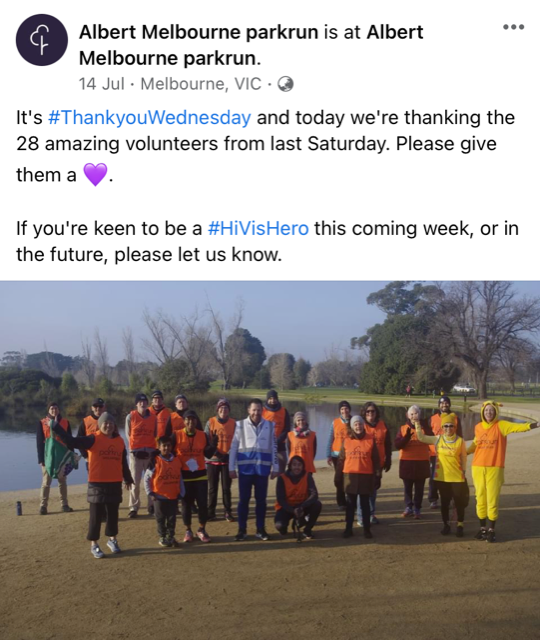 Albert Melbourne parkrun is at Albert
Melbourne parkrun.
14 Jul · Melbourne, VIC ·
It's #ThankyouWednesday and today we're thanking the
28 amazing volunteers from last Saturday. Please give
them a 💜.
If you're keen to be a #HiVisHero this coming week, or in
the future, please let us know.